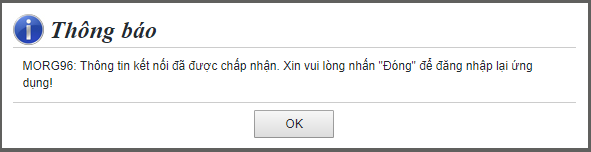 Thông báo
MORG96: Thông tin kết nối đã được chấp nhận. Xin vui lòng nhấn "Đóng" để đăng nhập lại ứng
dụng!
OK